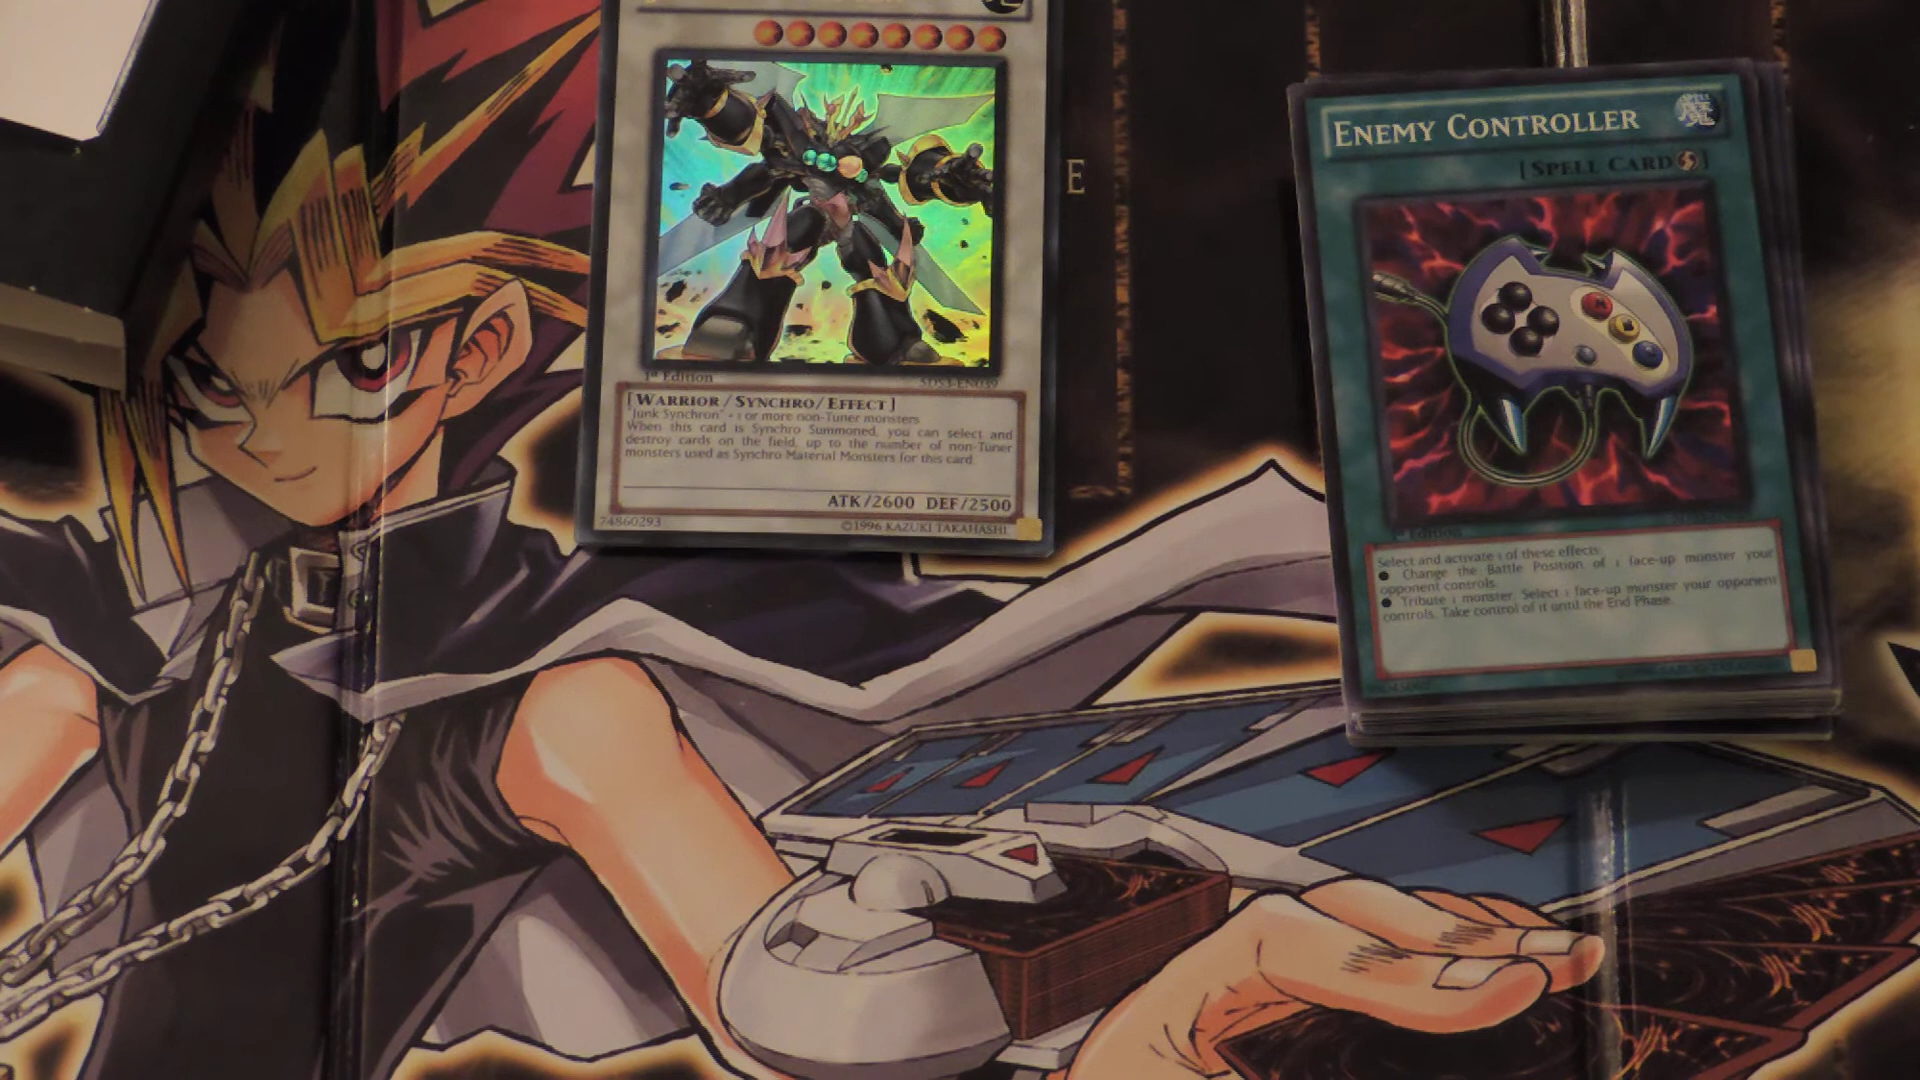 1st Edition
SDS3-EN039
[WARRIOR/SYNCHRO/EFFECT]
"Junk Synchron" + 1 or more non-Tuner monsters
When this card is Synchro Summoned, you can select and
destroy cards on the field, up to the number of non-Tuner
monsters used as Synchro Material Monsters for this card.
ATK/2600 DEF/2500
74860293
©1996 KAZUKI TAKAHASHI
E
ENEMY CONTROLLER
[SPELL CARD]
Edition
Select and activate 1 of these effects:
● Change the Battle Position of 1 face-up monster your
opponent controls.
● Tribute 1 monster. Select 1 face-up monster your opponent
controls. Take control of it until the End Phase.